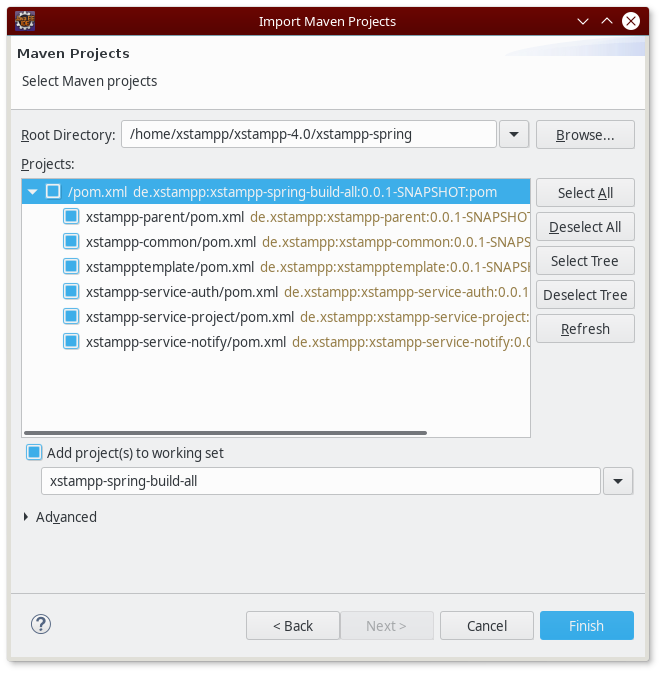 Import Maven Projects
Maven Projects
Select Maven projects
Root Directory: /home/xstampp/xstampp-4.0/xstampp-spring Browse...
Projects:
/pom.xml de.xstampp:xstampp-spring-build-all:0.0.1-SNAPSHOT:pom Select All
xstampp-parent/pom.xml de.xstampp:xstampp-parent:0.0.1-SNAPSHOT
xstampp-common/pom.xml de.xstampp:xstampp-common:0.0.1-SNAPS Deselect All
xstampptemplate/pom.xml de.xstampp:xstampptemplate:0.0.1-SNAPSH Select Tree
xstampp-service-auth/pom.xml de.xstampp:xstampp-service-auth:0.0.1 Deselect Tree
xstampp-service-project/pom.xml de.xstampp:xstampp-service-project: Refresh
xstampp-service-notify/pom.xml de.xstampp:xstampp-service-notify:0.0
Add project(s) to working set
xstampp-spring-build-all
Advanced
? < Back Next > Cancel Finish